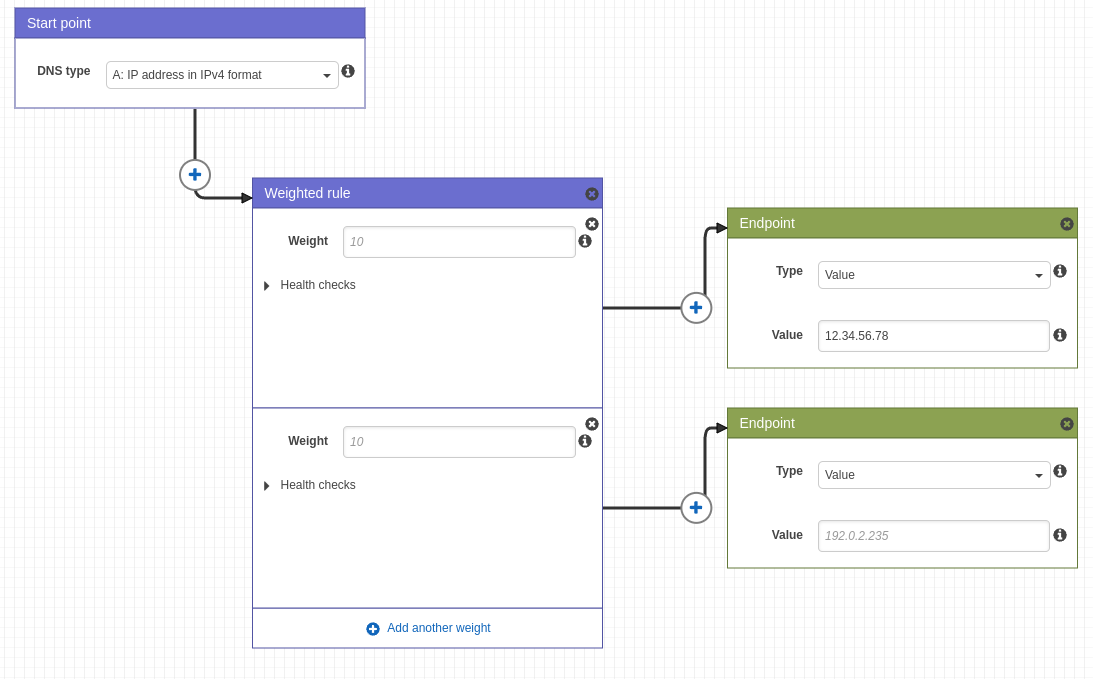 Start point
DNS type
A: IP address in IPv4 format
Weighted rule
Weight
10
Health checks
Endpoint
Type
Value
Value
12.34.56.78
Weight
10
Health checks
Endpoint
Type
Value
Value
192.0.2.235
Add another weight